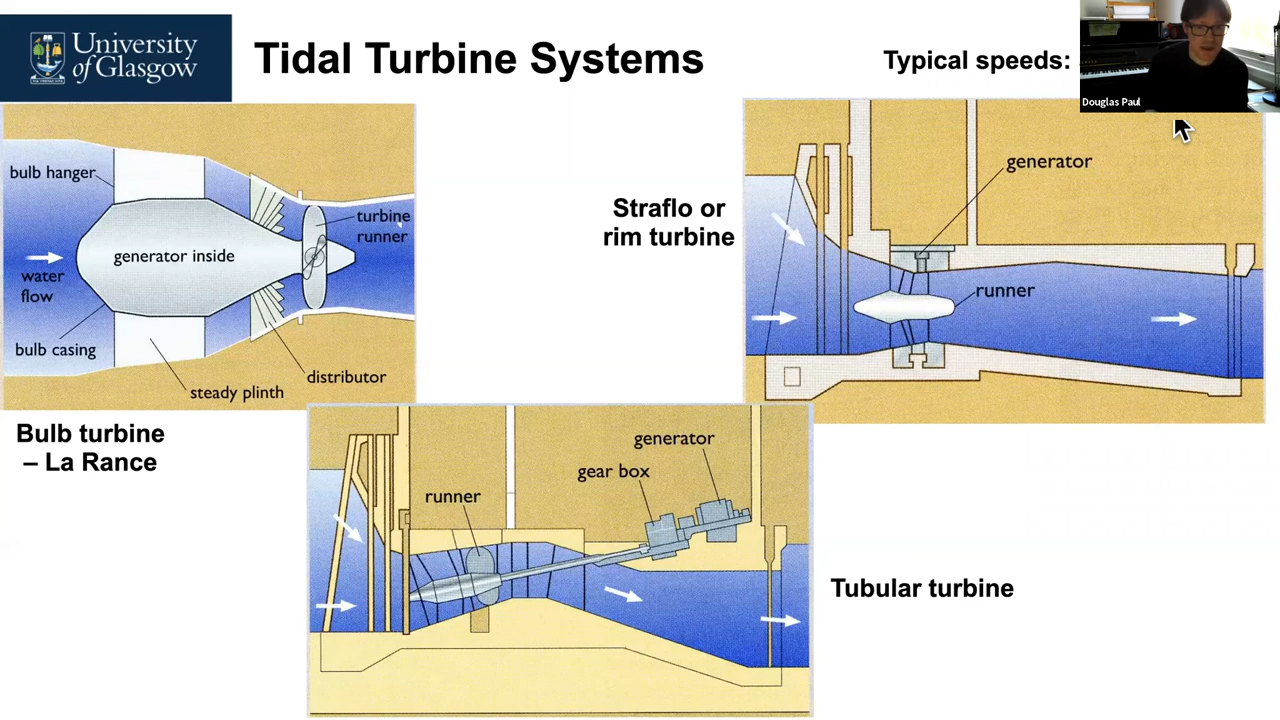 University
of Glasgow
Tidal Turbine Systems
Typical speeds:
Douglas Paul
bulb hanger
generator inside
turbine
runner
water
flow
bulb casing
distributor
steady plinth
Bulb turbine
– La Rance
Straflo or
rim turbine
generator
runner
generator
gear box
runner
Tubular turbine